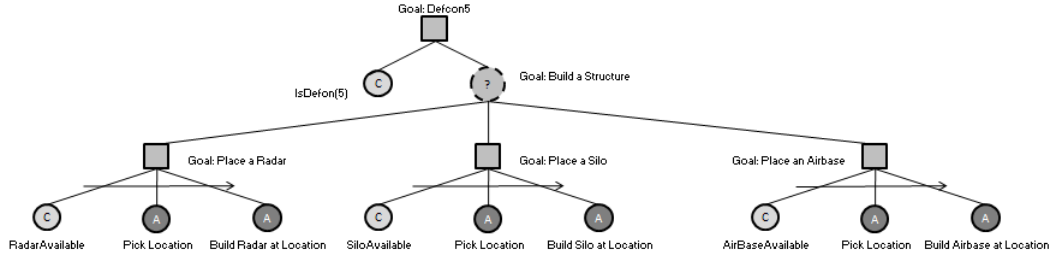 Goal: Defcon5
C
?
Goal: Build a Structure
IsDefon(5)
Goal: Place a Radar
Goal: Place a Silo
Goal: Place an Airbase
C
A
A
C
A
A
C
A
A
RadarAvailable
Pick Location
Build Radar at Location
SiloAvailable
Pick Location
Build Silo at Location
AirBaseAvailable
Pick Location
Build Airbase at Location